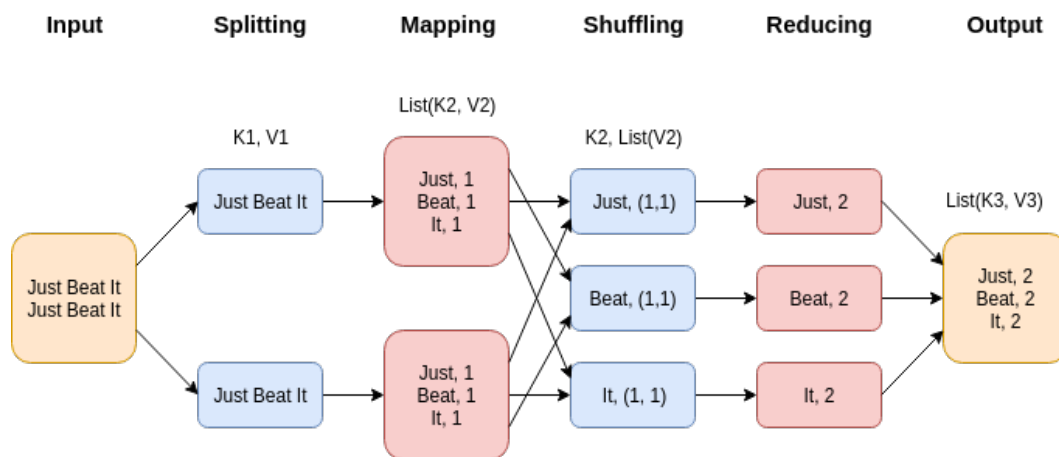 Input
Splitting
Mapping
Shuffling
Reducing
Output
List(K2, V2)
K1, V1
K2, List(V2)
List(K3, V3)
Just Beat It
Just Beat It
Just Beat It
Just Beat It
Just, 1
Beat, 1
It, 1
Just, 1
Beat, 1
It, 1
Just, (1,1)
Beat, (1,1)
It, (1, 1)
Just, 2
Beat, 2
It, 2
Just, 2
Beat, 2
It, 2